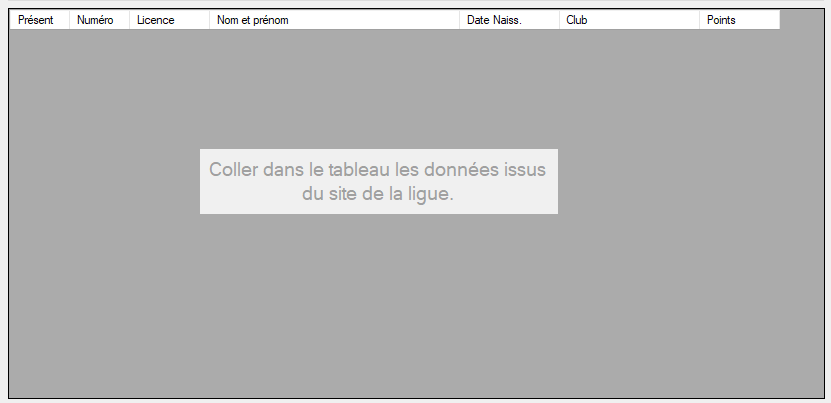 Présent Numéro Licence Nom et prénom Date Naiss. Club Points
Coller dans le tableau les données issus
du site de la ligue.